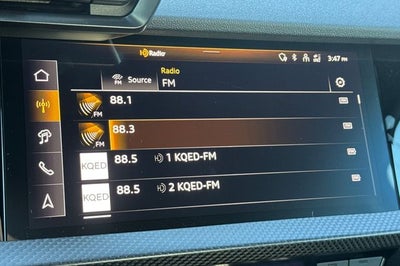 Radio
3:47 PM
Source
Radio
FM
FM
88.1
FM
88.3
KQED
88.5 1 KQED-FM
KQED
88.5 2 KQED-FM